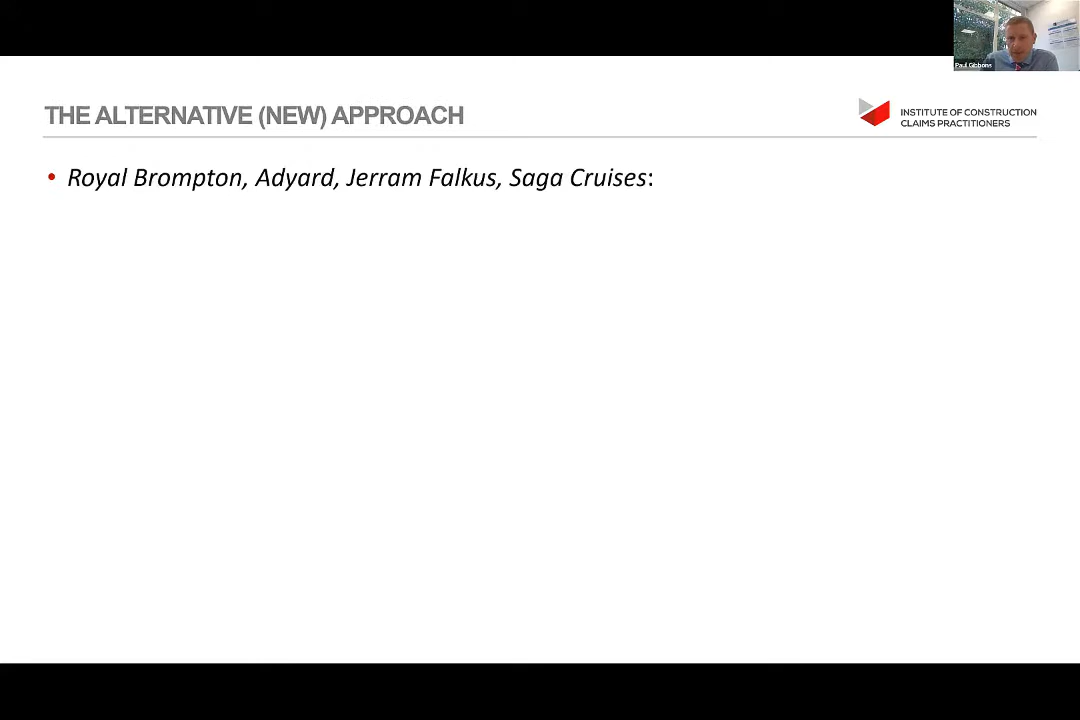 Paul Gibbons
THE ALTERNATIVE (NEW) APPROACH
INSTITUTE OF CONSTRUCTION
CLAIMS PRACTITIONERS
• Royal Brompton, Adyard, Jerram Falkus, Saga Cruises: